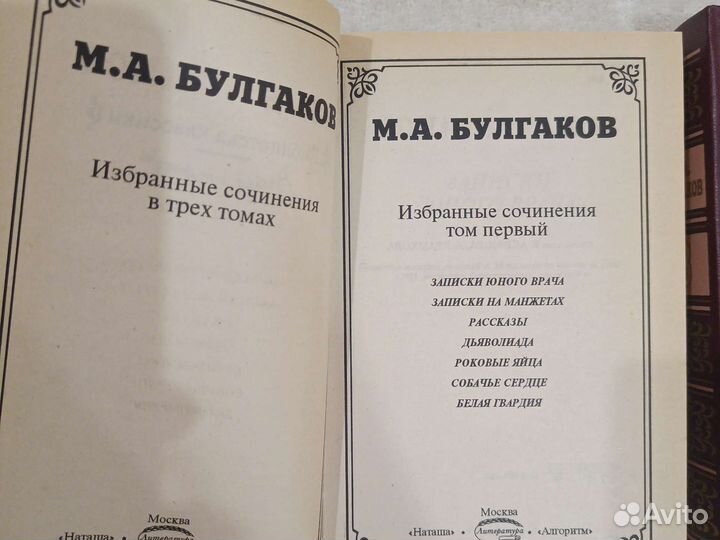 М.А. БУЛГАКОВ
Избранные сочинения
в трех томах
Москва
«Наташа» • Литература •
М.А. БУЛГАКОВ
Избранные сочинения
том первый
ЗАПИСКИ ЮНОГО ВРАЧА
ЗАПИСКИ НА МАНЖЕТАХ
РАССКАЗЫ
ДЬЯВОЛИАДА
РОКОВЫЕ ЯЙЦА
СОБАЧЬЕ СЕРДЦЕ
БЕЛАЯ ГВАРДИЯ
Москва
«Наташа» • Литература • «Алгоритм»
Avito